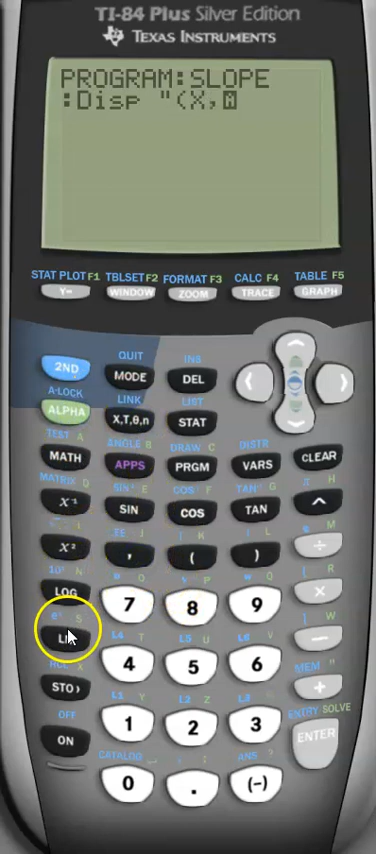 TI-84 Plus Silver Edition
TEXAS INSTRUMENTS
PROGRAM:SLOPE
:Disp "(X,
STAT PLOT F1 TBLSET F2 FORMAT F3 CALC F4 TABLE F5
Y= WINDOW ZOOM TRACE GRAPH
QUIT INS
2ND MODE DEL
A-LOCK LINK LIST
ALPHA X,T,θ,n STAT
TEST A ANGLE B DRAW C DISTR
MATH APPS PRGM VARS CLEAR
MATRIX D SIN⁻¹ E COS⁻¹ F TAN⁻¹ G π H
X⁻¹ SIN COS TAN ^
EE J K L M
X² , ( ) ÷
10ˣ N O P Q R
LOG 7 8 9 ×
eˣ S L4 T L5 U L6 V W
4 5 6 −
RCL X L1 Y L2 Z L3 MEM "
STO› 1 2 3 +
OFF CATALOG : ANS ? ENTRY SOLVE
ON 0 . (-) ENTER